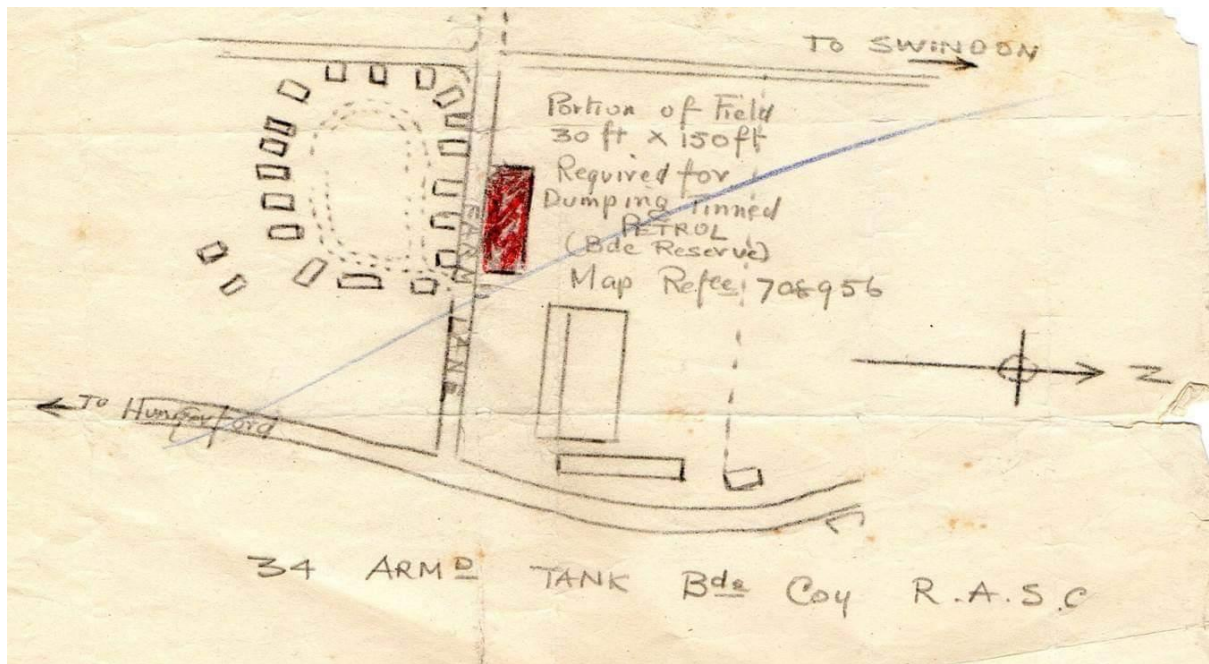 TO SWINDON
Portion of Field
30 ft x 150 ft
Required for
Dumping Tinned
PETROL
(Bde Reserve)
Map Refce 708956
FARM LANE
N
TO Hungerford
34 ARMD TANK Bde Coy R.A.S.C